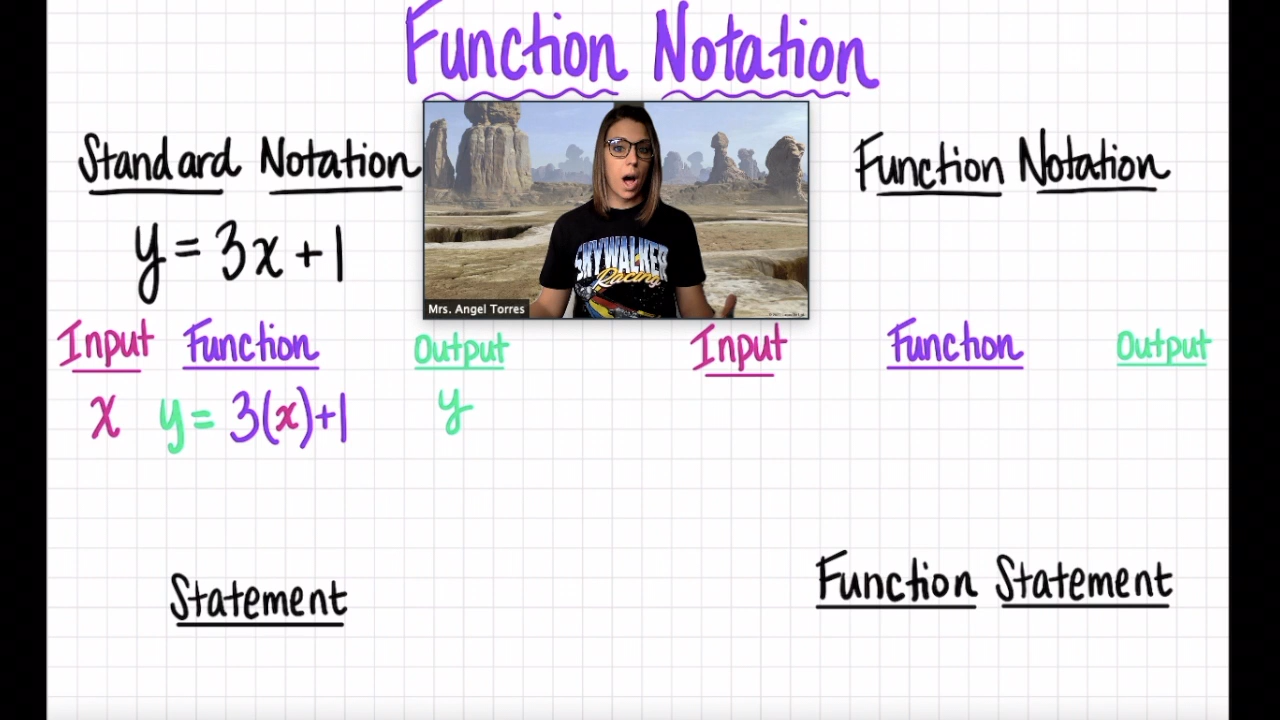 Function Notation
Standard Notation
y = 3x + 1
Input Function Output
x y = 3(x)+1 y
Statement
SKYWALKER
Racing
Mrs. Angel Torres
Function Notation
Input Function Output
Function Statement